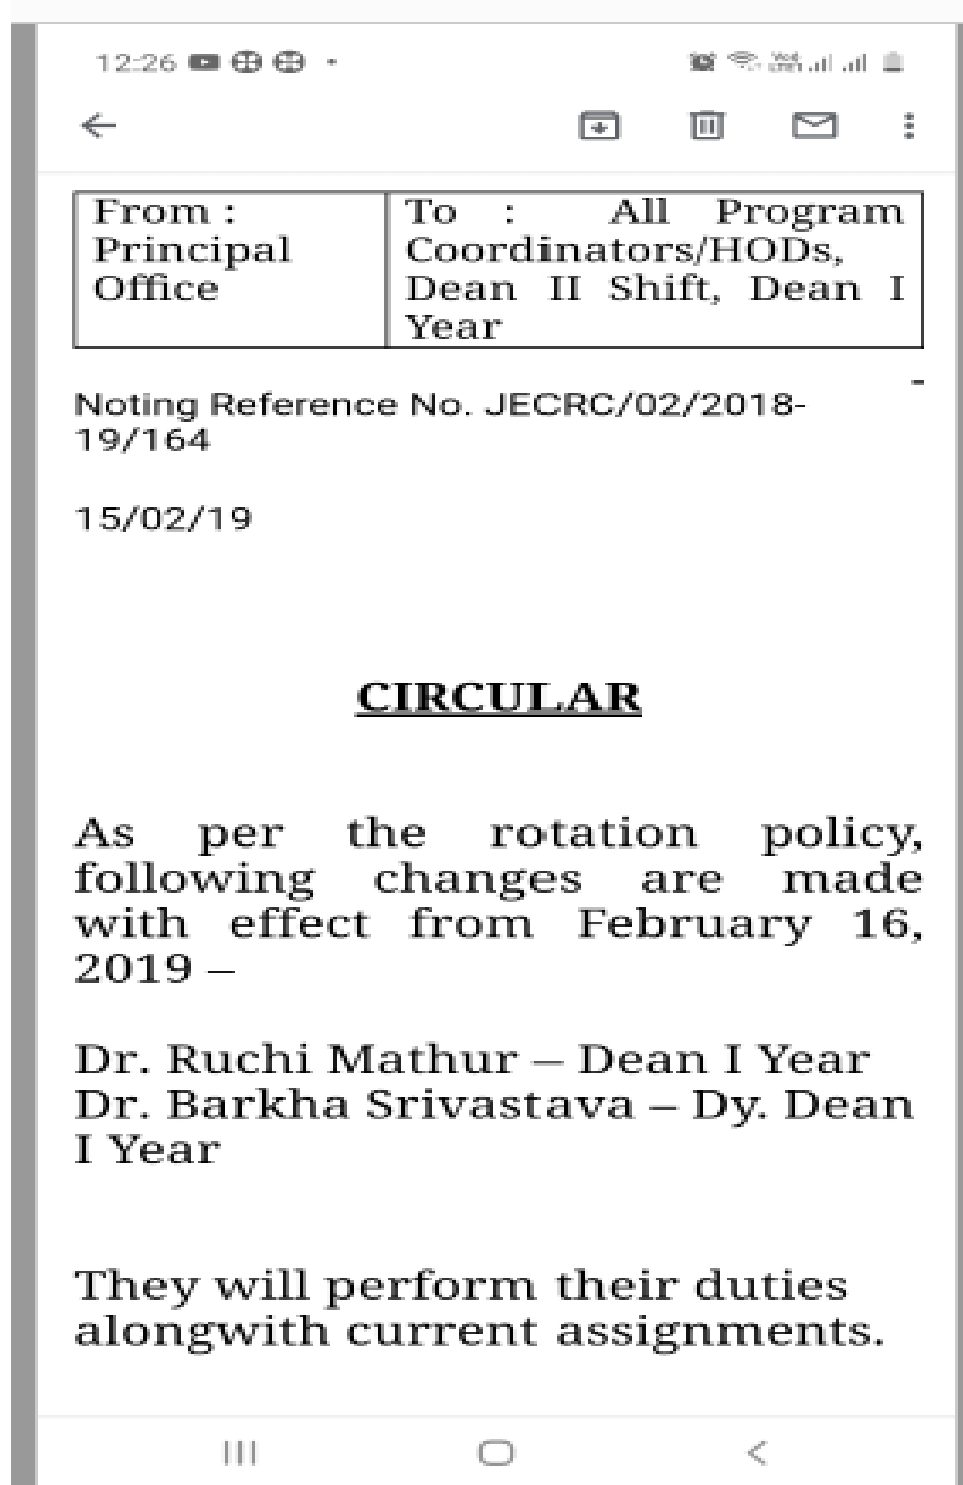 12:26
From :
Principal
Office
To : All Program
Coordinators/HODs,
Dean II Shift, Dean I
Year
-
Noting Reference No. JECRC/02/2018-
19/164
15/02/19
CIRCULAR
As per the rotation policy,
following changes are made
with effect from February 16,
2019 –
Dr. Ruchi Mathur – Dean I Year
Dr. Barkha Srivastava – Dy. Dean
I Year
They will perform their duties
alongwith current assignments.